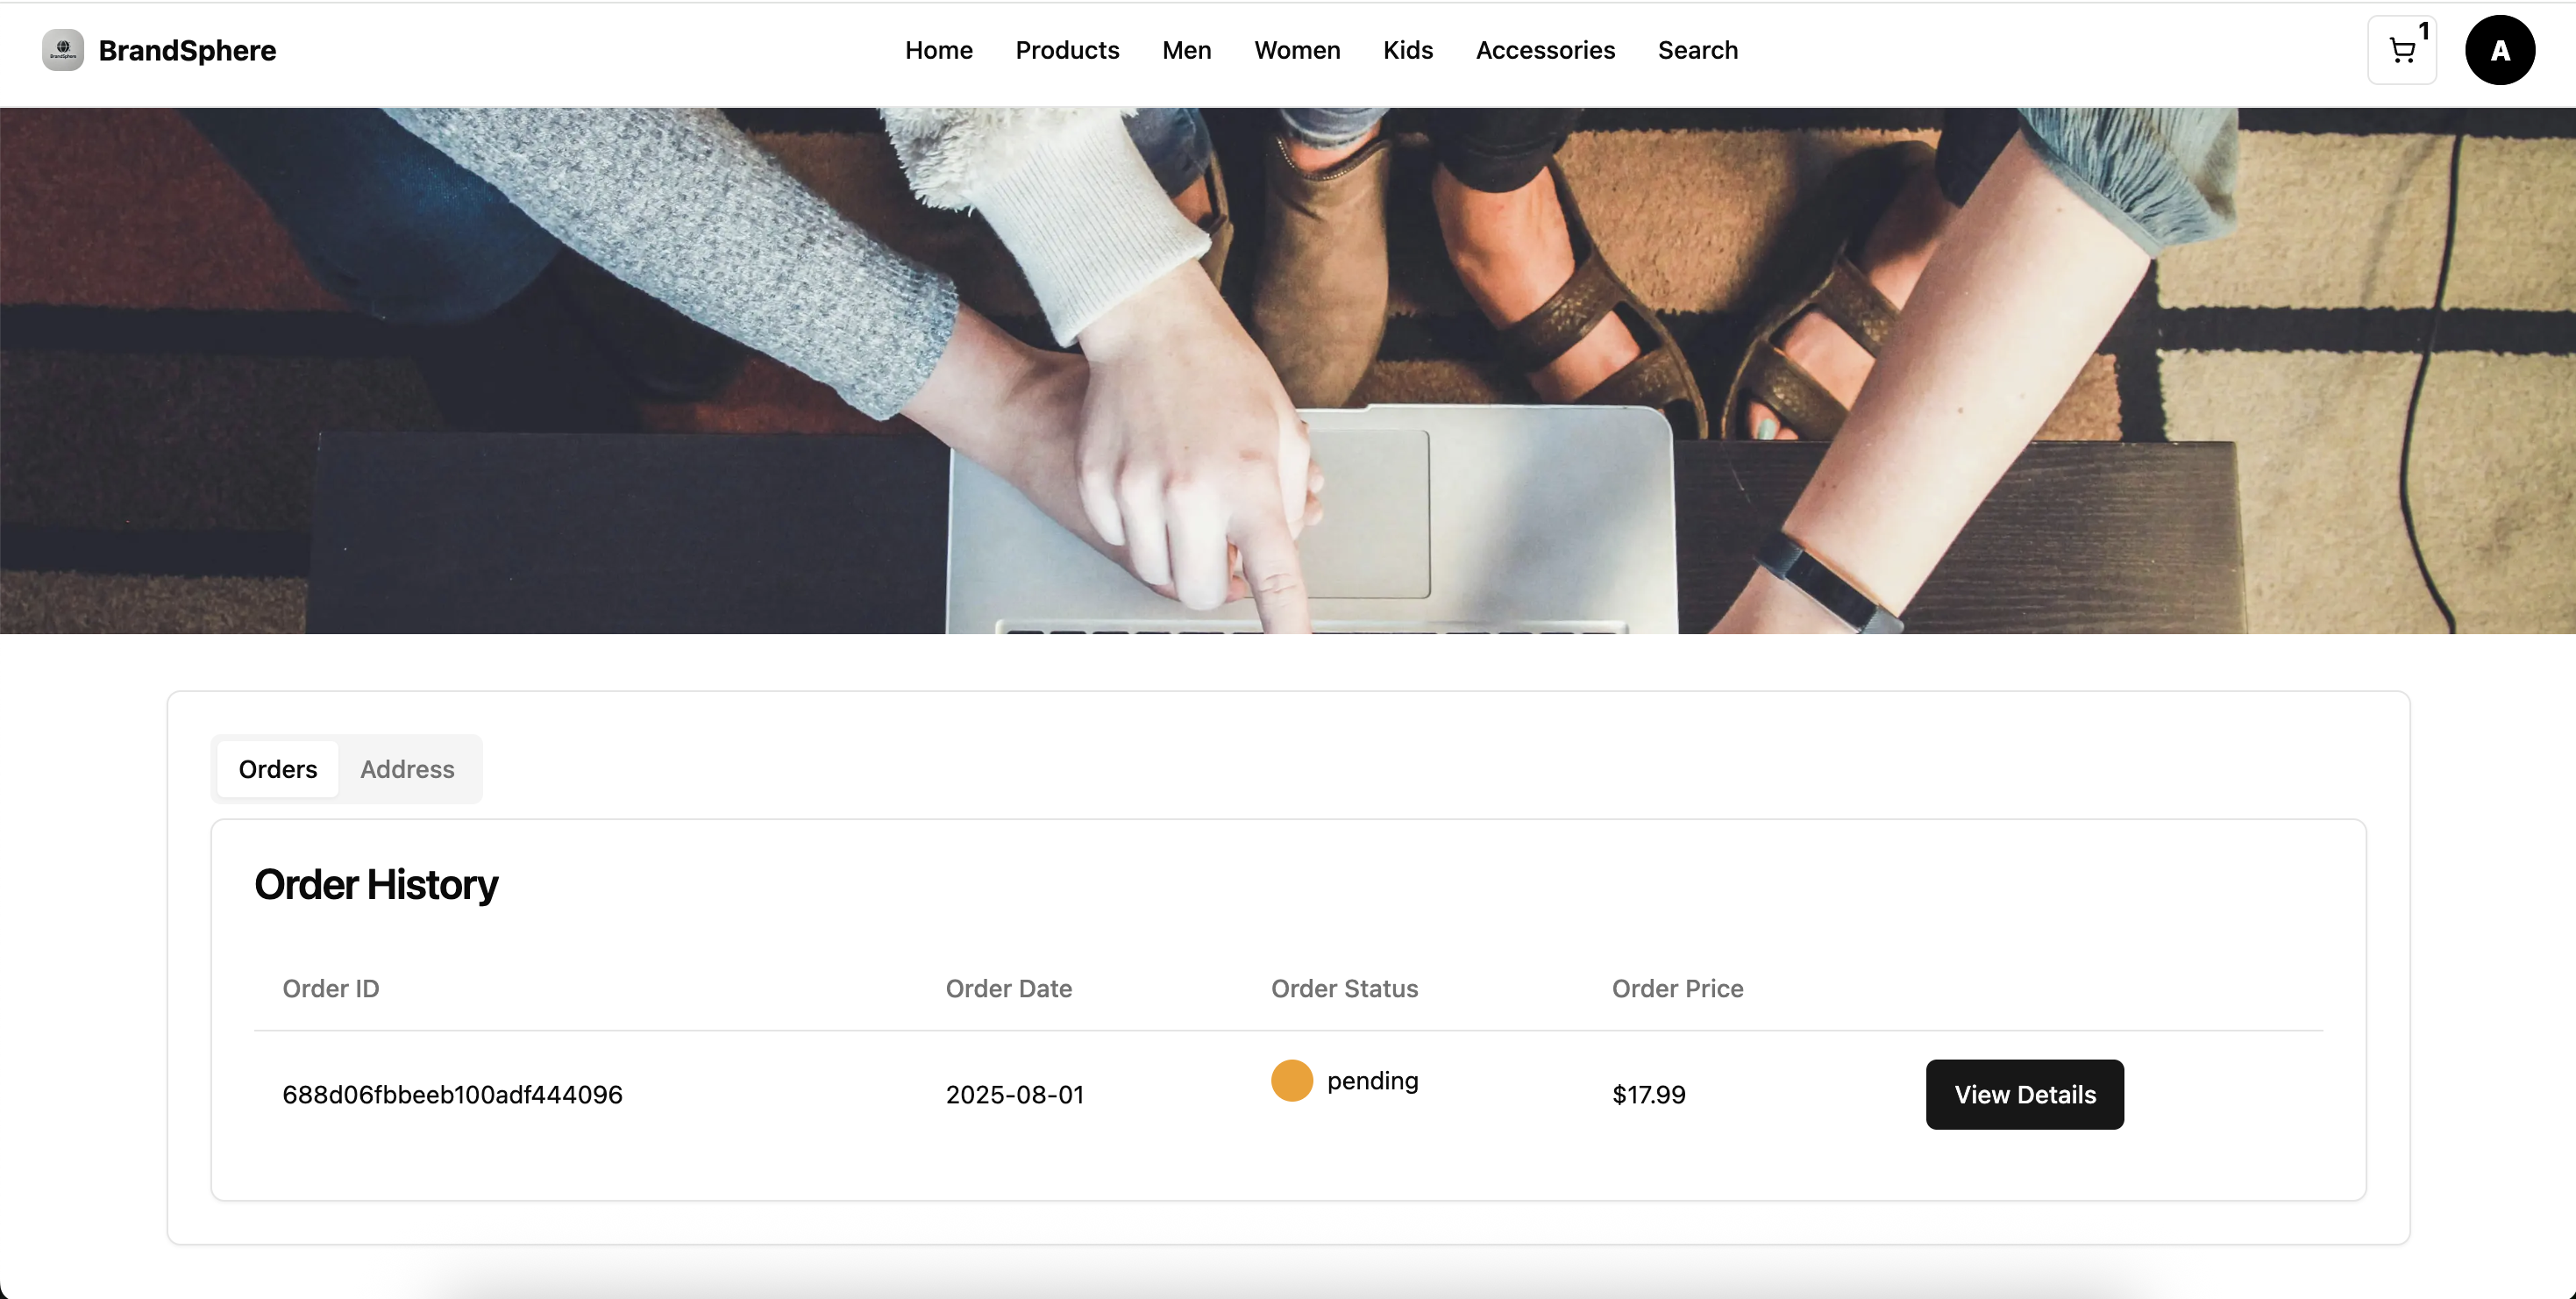 BrandSphere
BrandSphere Home Products Men Women Kids Accessories Search 1 A
Orders Address
Order History
Order ID Order Date Order Status Order Price
688d06fbbeeb100adf444096 2025-08-01 pending $17.99 View Details